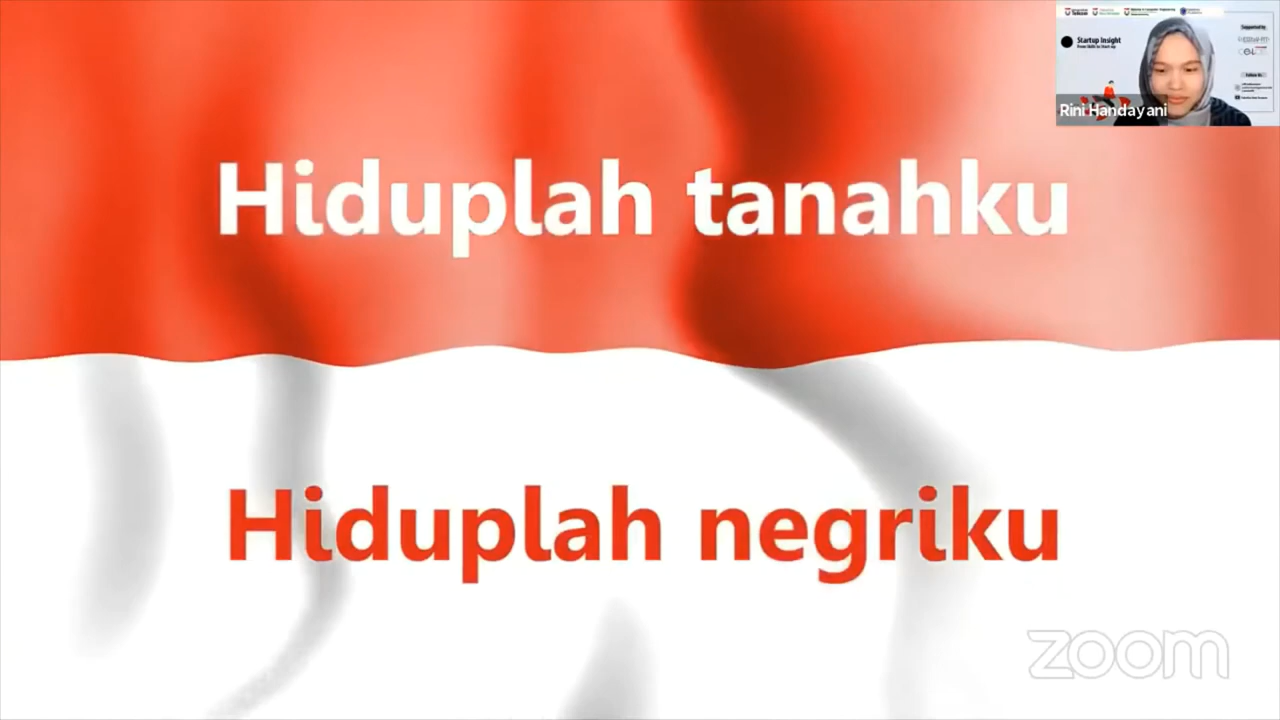 Hiduplah tanahku
Hiduplah negriku
Startup Insight
Rini Handayani
zoom